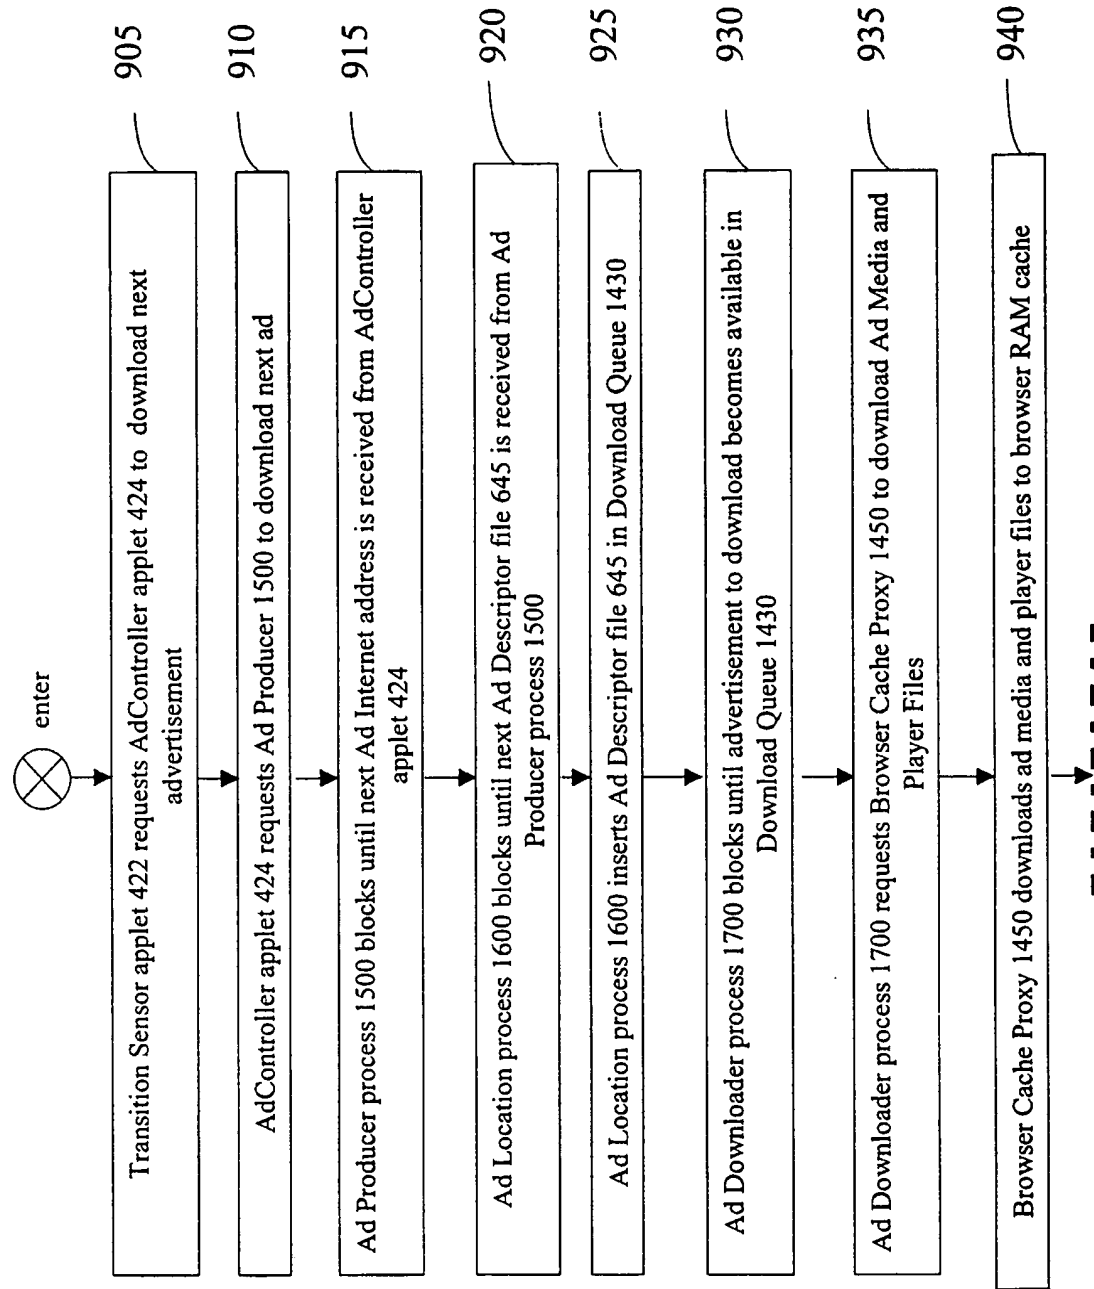 enter
Transition Sensor applet 422 requests AdController applet 424 to download next
advertisement
905
AdController applet 424 requests Ad Producer 1500 to download next ad
910
Ad Producer process 1500 blocks until next Ad Internet address is received from AdController
applet 424
915
Ad Location process 1600 blocks until next Ad Descriptor file 645 is received from Ad
Producer process 1500
920
Ad Location process 1600 inserts Ad Descriptor file 645 in Download Queue 1430
925
Ad Downloader process 1700 blocks until advertisement to download becomes available in
Download Queue 1430
930
Ad Downloader process 1700 requests Browser Cache Proxy 1450 to download Ad Media and
Player Files
935
Browser Cache Proxy 1450 downloads ad media and player files to browser RAM cache
940